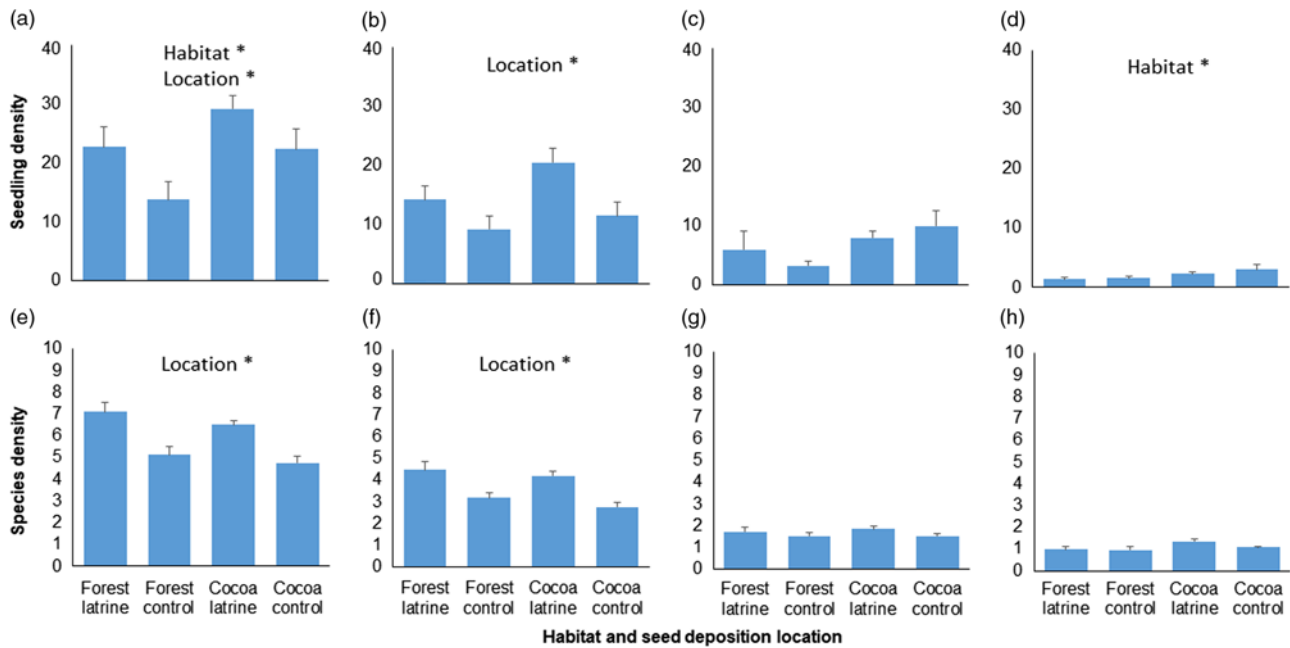 (a)
Seedling density
40
30
20
10
0
Habitat *
Location *
(b)
40
30
20
10
0
Location *
(c)
40
30
20
10
0
(d)
40
30
20
10
0
Habitat *
(e)
Species density
10
9
8
7
6
5
4
3
2
1
0
Location *
Forest latrine
Forest control
Cocoa latrine
Cocoa control
(f)
10
9
8
7
6
5
4
3
2
1
0
Location *
Forest latrine
Forest control
Cocoa latrine
Cocoa control
(g)
10
9
8
7
6
5
4
3
2
1
0
Forest latrine
Forest control
Cocoa latrine
Cocoa control
(h)
10
9
8
7
6
5
4
3
2
1
0
Forest latrine
Forest control
Cocoa latrine
Cocoa control
Habitat and seed deposition location